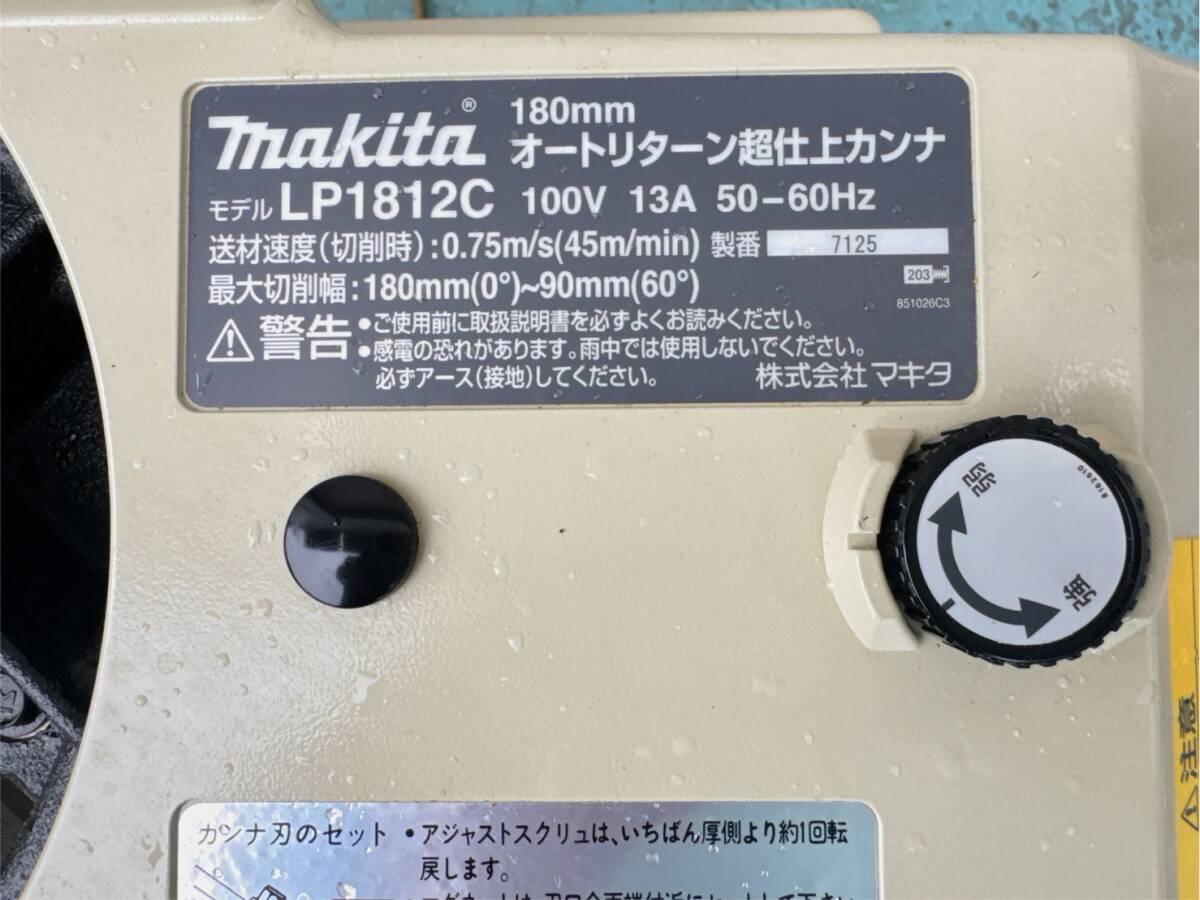 makita®
180mm
オートリターン超仕上カンナ
モデル LP1812C 100V 13A 50-60Hz
送材速度(切削時):0.75m/s(45m/min) 製番 7125
最大切削幅:180mm(0°)~90mm(60°)
203
851026C3
警告
•ご使用前に取扱説明書を必ずよくお読みください。
•感電の恐れがあります。雨中では使用しないでください。
必ずアース(接地)してください。
株式会社 マキタ
弱
強
8162610
注意
カンナ刃のセット
•アジャストスクリュは、いちばん厚側より約1回転
戻します。